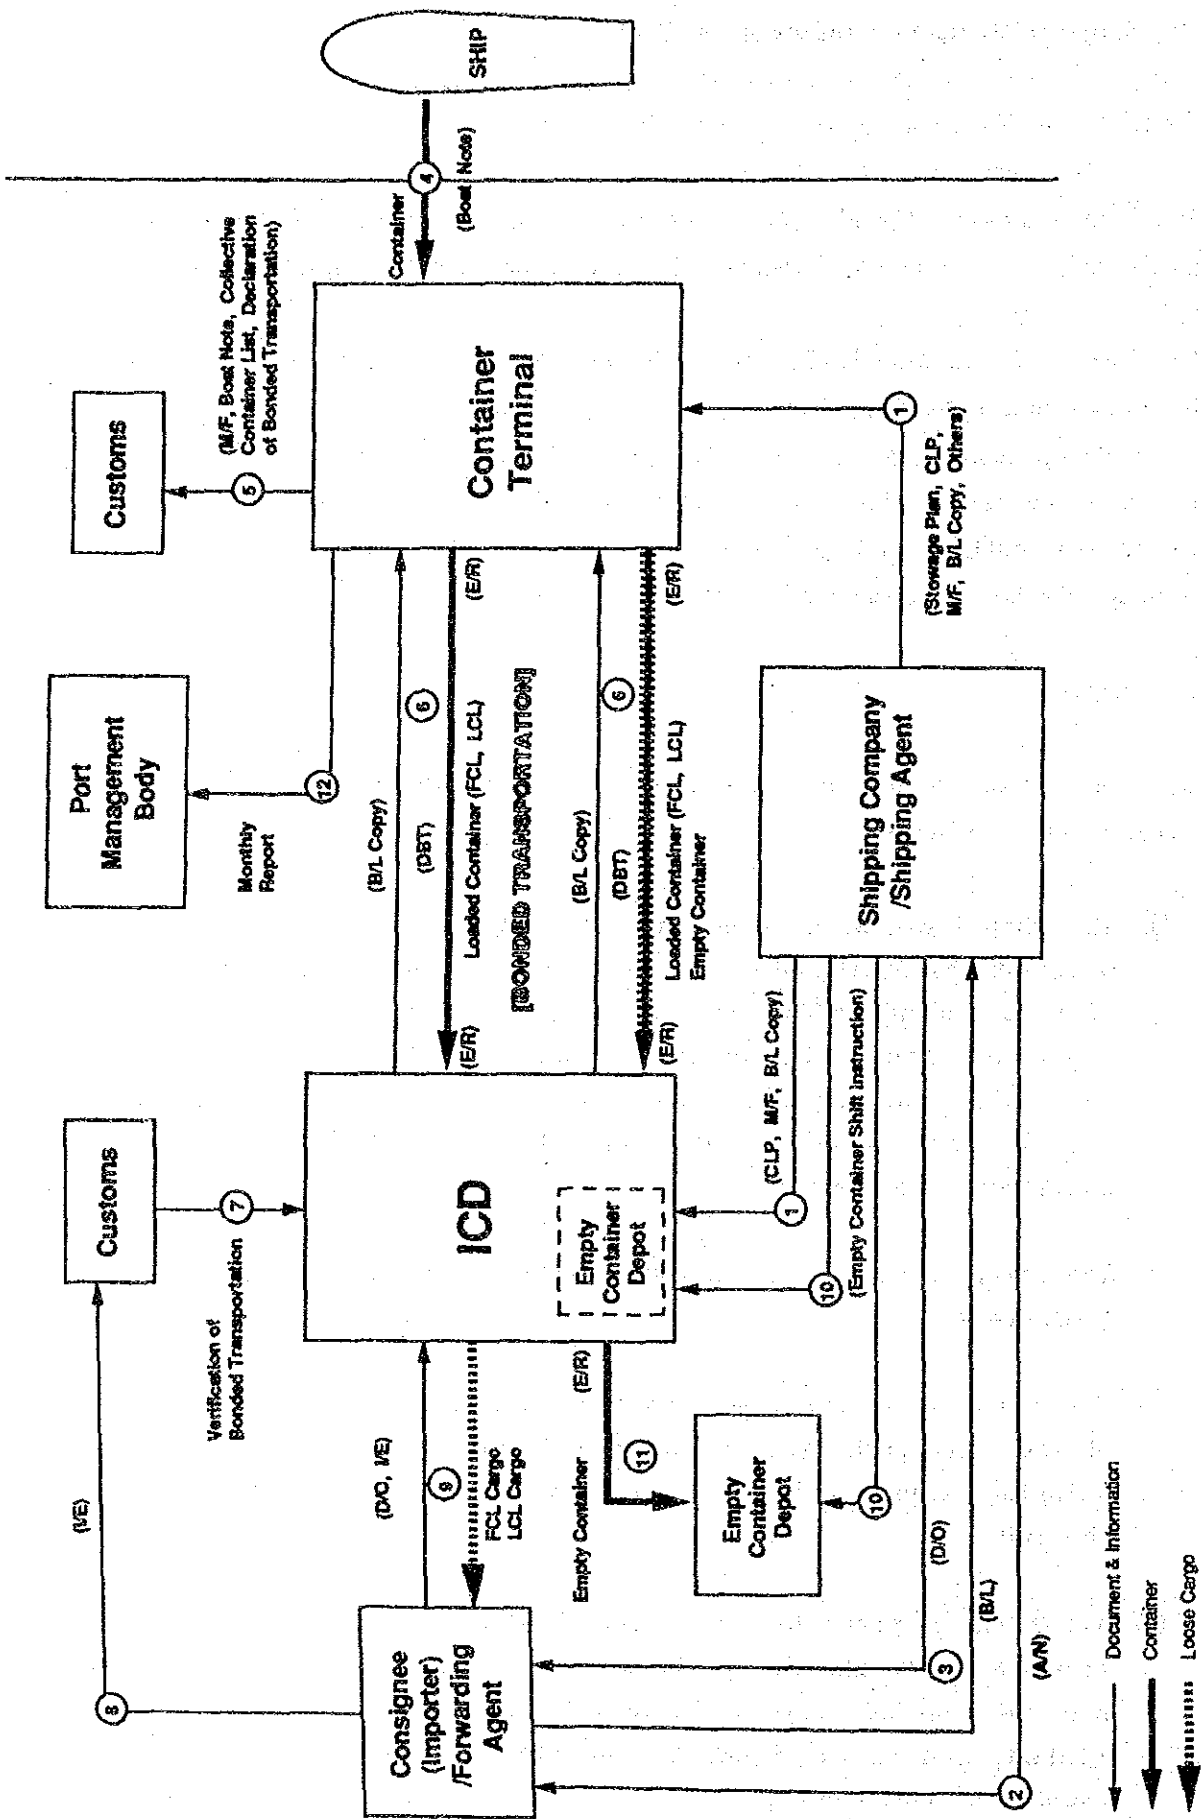 (I/E)
8
Customs
Verification of
Bonded Transportation
7
Port
Management
Body
Monthly
Report
12
Customs
5
(M/F, Boat Note, Collective
Container List, Declaration
of Bonded Transportation)
Consignee
(Importer)
/Forwarding
Agent
(D/O, I/E)
9
FCL Cargo
LCL Cargo
ICD
Empty
Container
Depot
(E/R)
Empty Container
11
Empty
Container
Depot
(B/L Copy)
(DBT)
6
(E/R)
(E/R)
Loaded Container (FCL, LCL)
[BONDED TRANSPORTATION]
(B/L Copy)
(DBT)
6
(E/R)
(E/R)
Loaded Container (FCL, LCL)
Empty Container
Container
Terminal
Container
4
(Boat Note)
SHIP
1
(CLP, M/F, B/L Copy)
10
(Empty Container Shift Instruction)
10
Shipping Company
/Shipping Agent
1
(Stowage Plan, CLP,
M/F, B/L Copy, Others)
3
(D/O)
(B/L)
2
(A/N)
Document & Information
Container
Loose Cargo